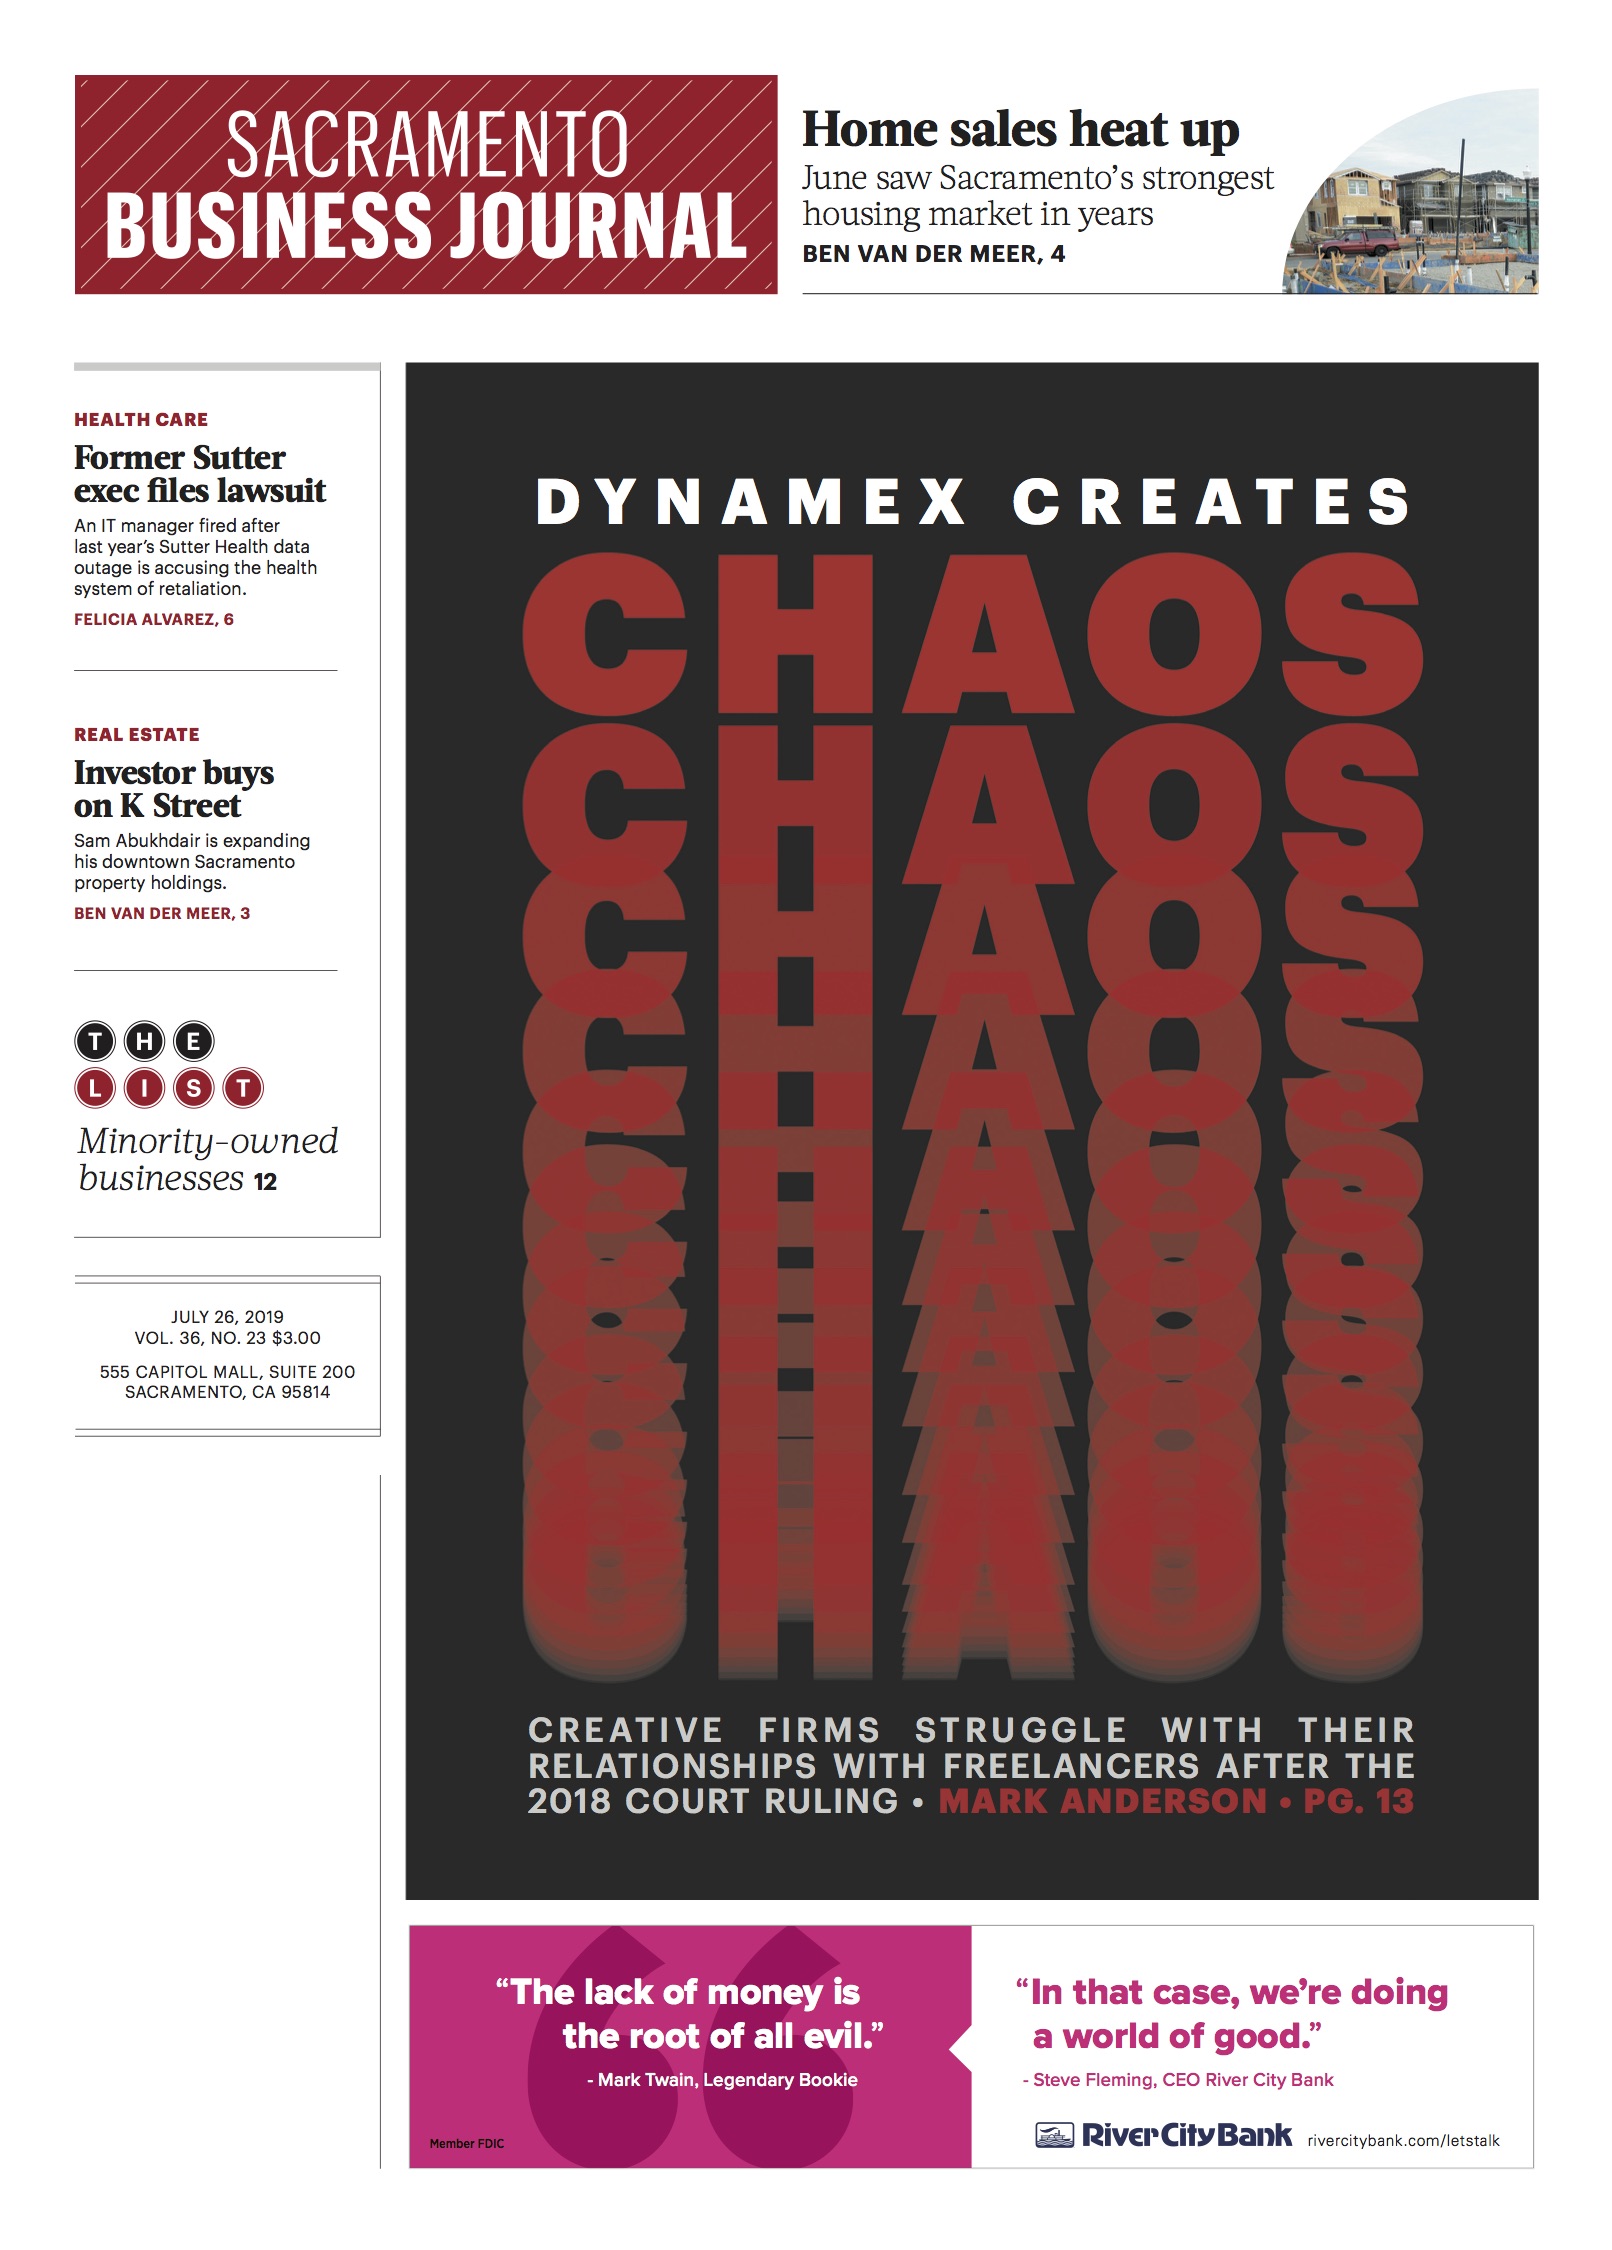 SACRAMENTO
BUSINESS JOURNAL
Home sales heat up
June saw Sacramento’s strongest
housing market in years
BEN VAN DER MEER, 4
HEALTH CARE
Former Sutter
exec files lawsuit
An IT manager fired after
last year’s Sutter Health data
outage is accusing the health
system of retaliation.
FELICIA ALVAREZ, 6
REAL ESTATE
Investor buys
on K Street
Sam Abukhdair is expanding
his downtown Sacramento
property holdings.
BEN VAN DER MEER, 3
THE
LIST
Minority-owned
businesses 12
JULY 26, 2019
VOL. 36, NO. 23 $3.00
555 CAPITOL MALL, SUITE 200
SACRAMENTO, CA 95814
DYNAMEX CREATES
CHAOS
CHAOS
CHAOS
CHAOS
CREATIVE FIRMS STRUGGLE WITH THEIR
RELATIONSHIPS WITH FREELANCERS AFTER THE
2018 COURT RULING • MARK ANDERSON • PG. 13
“The lack of money is
the root of all evil.”
- Mark Twain, Legendary Bookie
Member FDIC
“In that case, we’re doing
a world of good.”
- Steve Fleming, CEO River City Bank
River City Bank rivercitybank.com/letstalk